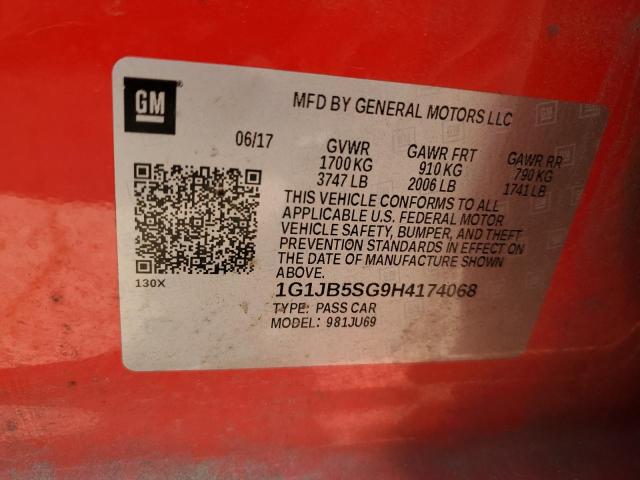 GM
MFD BY GENERAL MOTORS LLC
06/17
GVWR GAWR FRT GAWR RR
1700 KG 910 KG 790 KG
3747 LB 2006 LB 1741 LB
THIS VEHICLE CONFORMS TO ALL
APPLICABLE U.S. FEDERAL MOTOR
VEHICLE SAFETY, BUMPER, AND THEFT
PREVENTION STANDARDS IN EFFECT ON
THE DATE OF MANUFACTURE SHOWN
ABOVE.
130X
1G1JB5SG9H4174068
TYPE: PASS CAR
MODEL: 981JU69